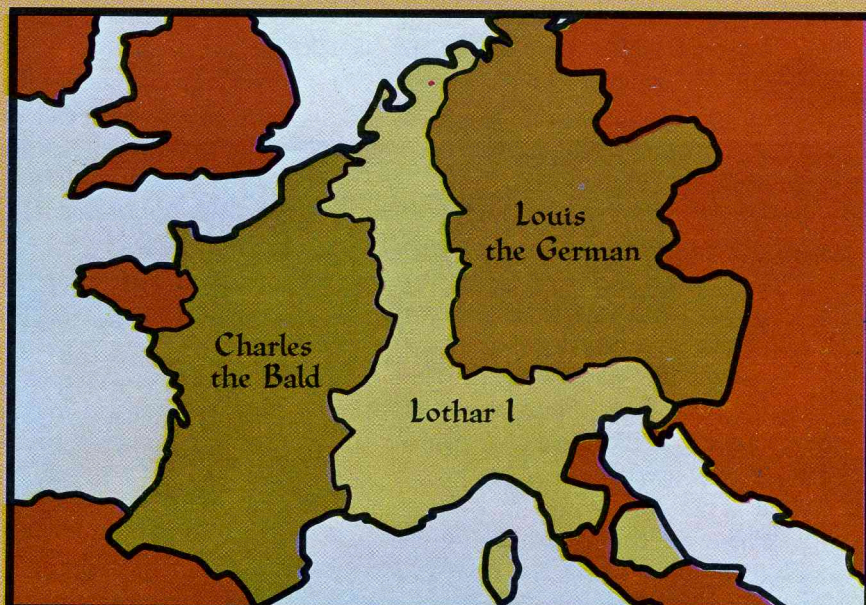 Louis
the German
Charles
the Bald
Lothar I